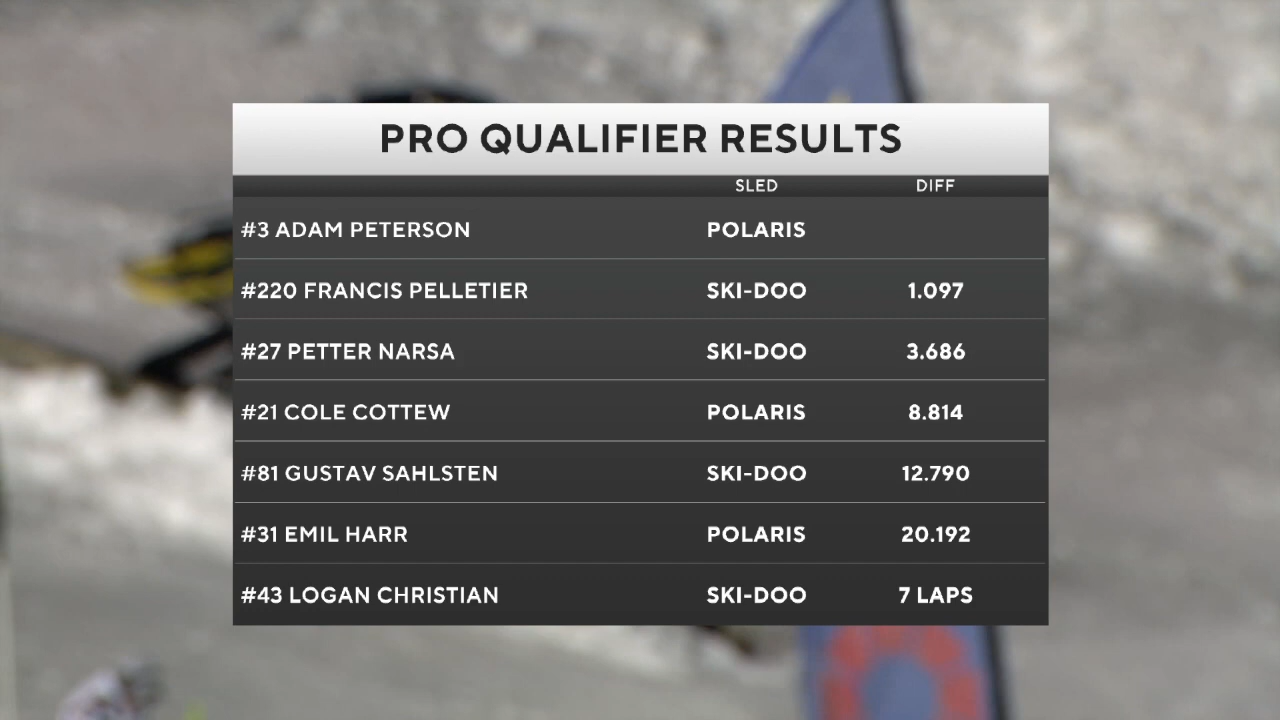 PRO QUALIFIER RESULTS
SLED DIFF
#3 ADAM PETERSON POLARIS
#220 FRANCIS PELLETIER SKI-DOO 1.097
#27 PETTER NARSA SKI-DOO 3.686
#21 COLE COTTEW POLARIS 8.814
#81 GUSTAV SAHLSTEN SKI-DOO 12.790
#31 EMIL HARR POLARIS 20.192
#43 LOGAN CHRISTIAN SKI-DOO 7 LAPS